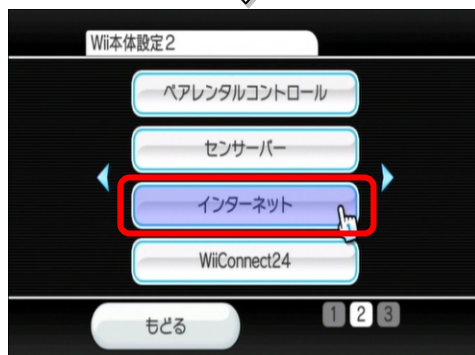 Wii本体設定2
ペアレンタルコントロール
センサーバー
インターネット
WiiConnect24
もどる
1 2 3